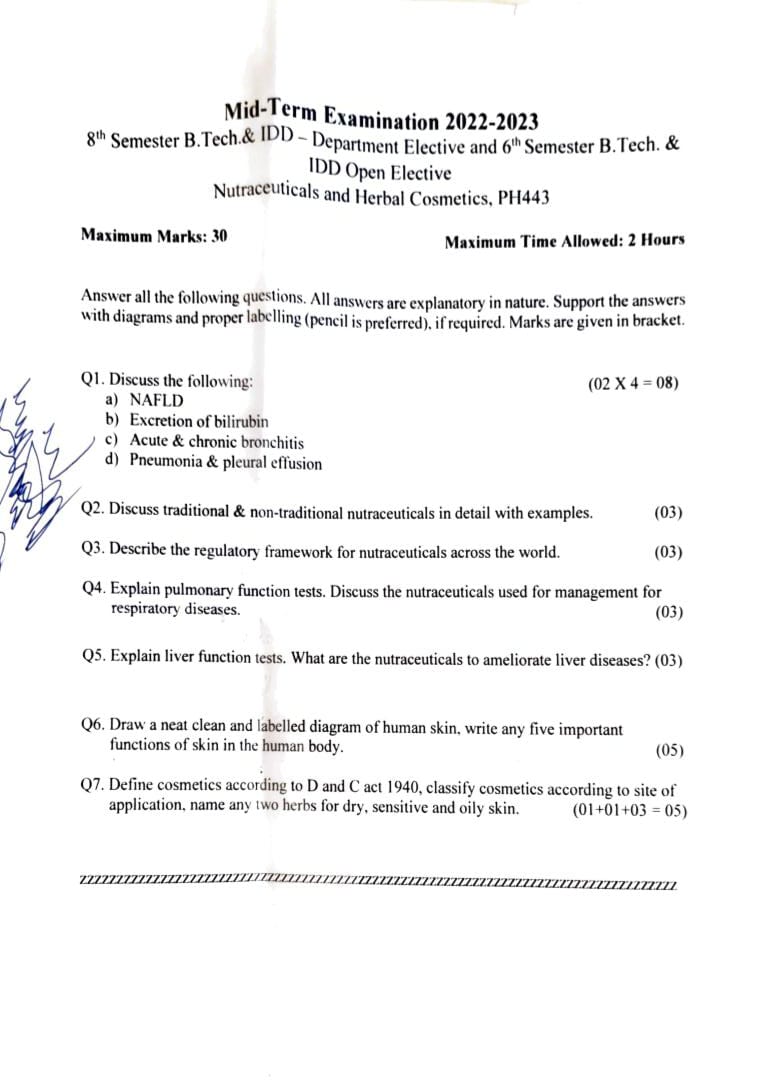 Mid-Term Examination 2022-2023
8th Semester B.Tech.& IDD – Department Elective and 6th Semester B.Tech. &
IDD Open Elective
Nutraceuticals and Herbal Cosmetics, PH443
Maximum Marks: 30
Maximum Time Allowed: 2 Hours
Answer all the following questions. All answers are explanatory in nature. Support the answers
with diagrams and proper labelling (pencil is preferred), if required. Marks are given in bracket.
Q1. Discuss the following: (02 X 4 = 08)
a) NAFLD
b) Excretion of bilirubin
c) Acute & chronic bronchitis
d) Pneumonia & pleural effusion
Q2. Discuss traditional & non-traditional nutraceuticals in detail with examples. (03)
Q3. Describe the regulatory framework for nutraceuticals across the world. (03)
Q4. Explain pulmonary function tests. Discuss the nutraceuticals used for management for
respiratory diseases. (03)
Q5. Explain liver function tests. What are the nutraceuticals to ameliorate liver diseases? (03)
Q6. Draw a neat clean and labelled diagram of human skin, write any five important
functions of skin in the human body. (05)
Q7. Define cosmetics according to D and C act 1940, classify cosmetics according to site of
application, name any two herbs for dry, sensitive and oily skin. (01+01+03 = 05)